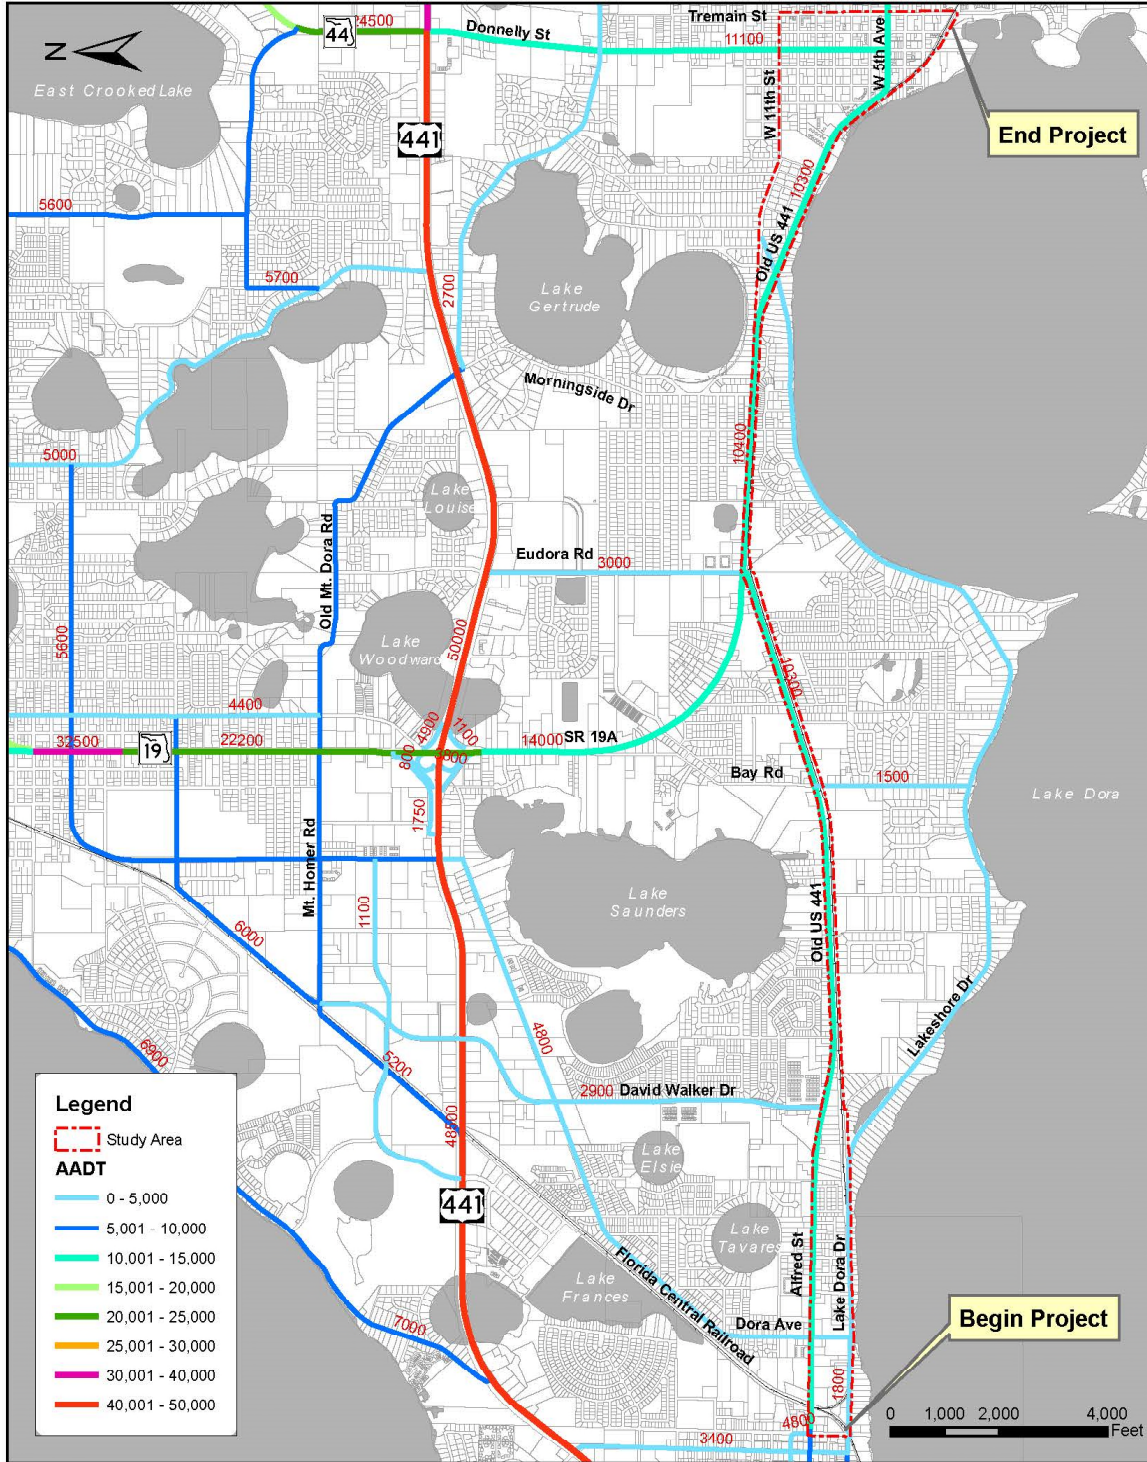 24500
44
Donnelly St
Tremain St
11100
W 5th Ave
N
East Crooked Lake
441
W 11th St
End Project
10300
5600
Old US 441
5700
2700
Lake
Gertrude
Morningside Dr
10400
5000
Lake
Louise
Old Mt. Dora Rd
Eudora Rd
3000
5600
Lake
Woodward
50000
10300
4400
4900
1100
32500
19
22200
800
3800
14000
SR 19A
Bay Rd
1500
Lake Dora
1750
Mt. Homer Rd
1100
Lake
Saunders
Old US 441
6000
Lakeshore Dr
6900
5200
4800
2900
David Walker Dr
Legend
Study Area
AADT
0 - 5,000
5,001 - 10,000
10,001 - 15,000
15,001 - 20,000
20,001 - 25,000
25,001 - 30,000
30,001 - 40,000
40,001 - 50,000
Lake
Elsie
441
Lake
Tavares
Alfred St
Lake Dora Dr
Florida Central Railroad
Lake
Frances
Dora Ave
7000
Begin Project
1800
4800
3400
0 1,000 2,000 4,000
Feet